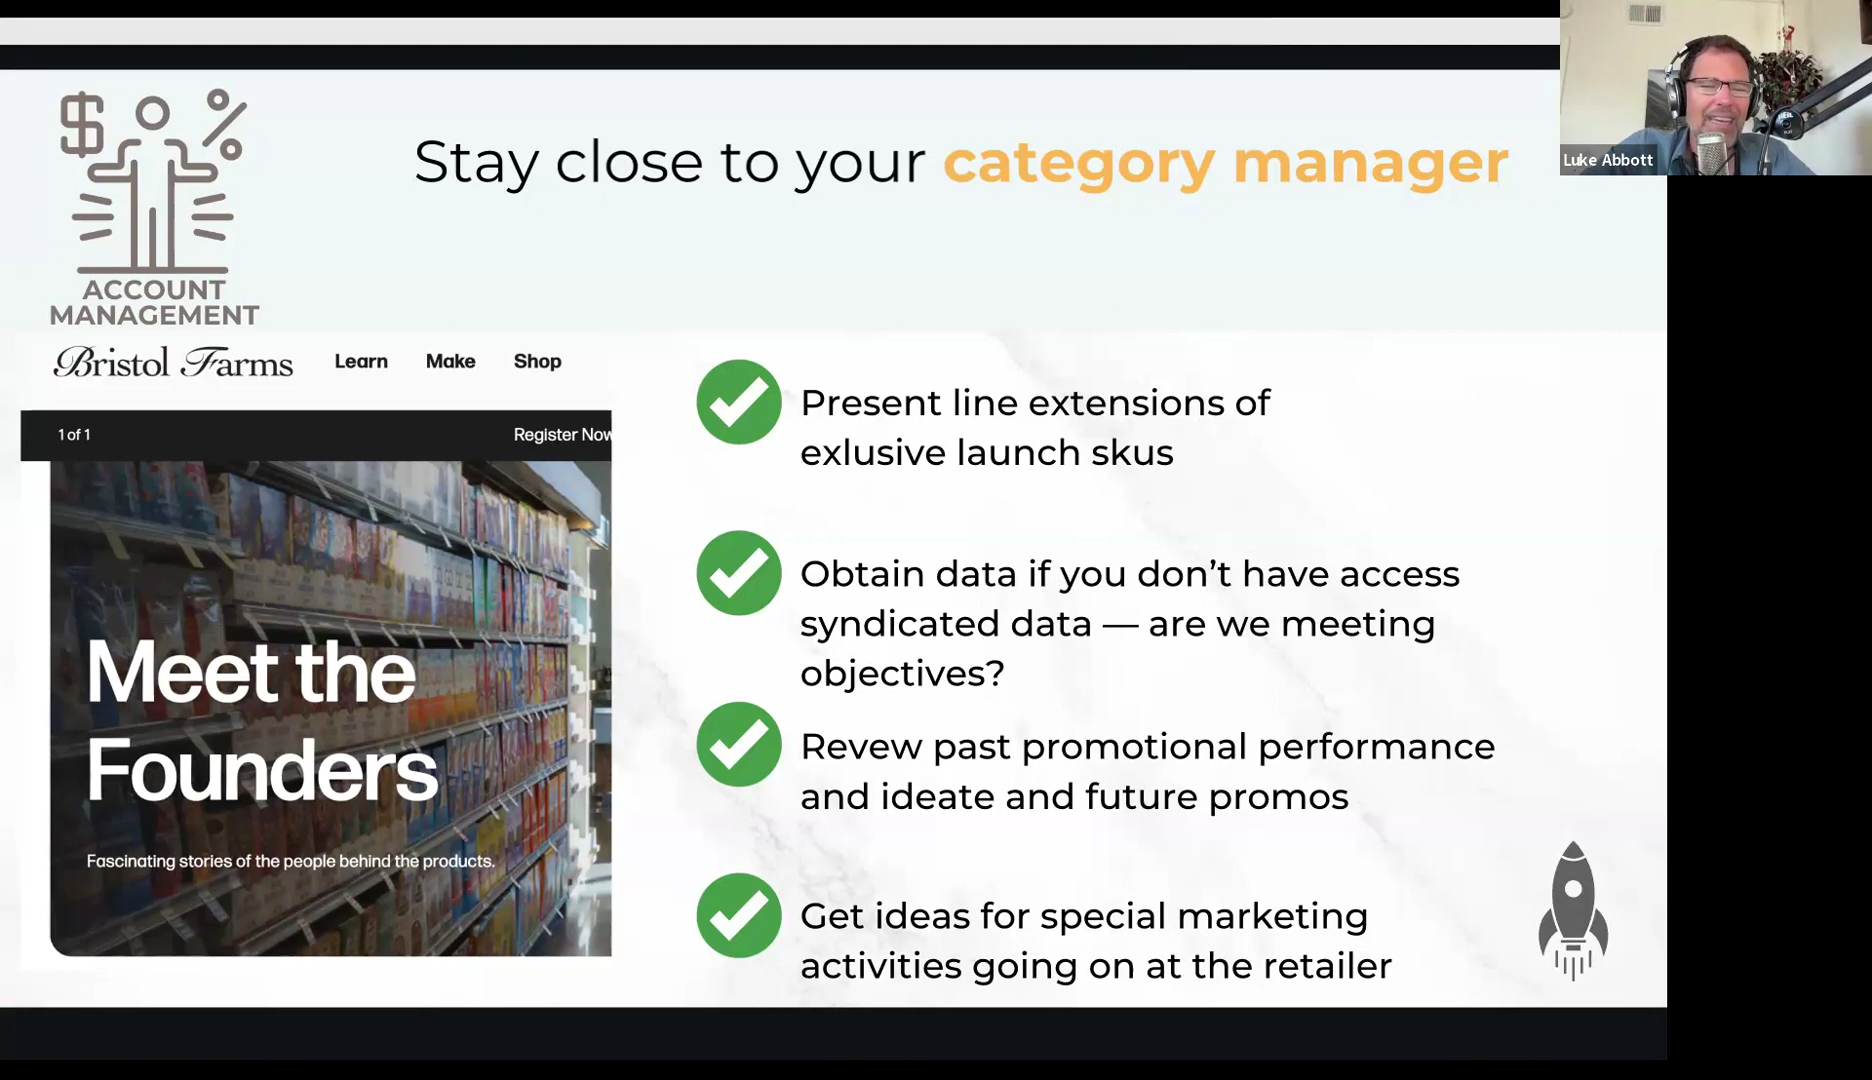 Luke Abbott
Stay close to your category manager
ACCOUNT
MANAGEMENT
Bristol Farms Learn Make Shop
1 of 1 Register Now
Meet the
Founders
Fascinating stories of the people behind the products.
Present line extensions of
exlusive launch skus
Obtain data if you don't have access
syndicated data — are we meeting
objectives?
Revew past promotional performance
and ideate and future promos
Get ideas for special marketing
activities going on at the retailer